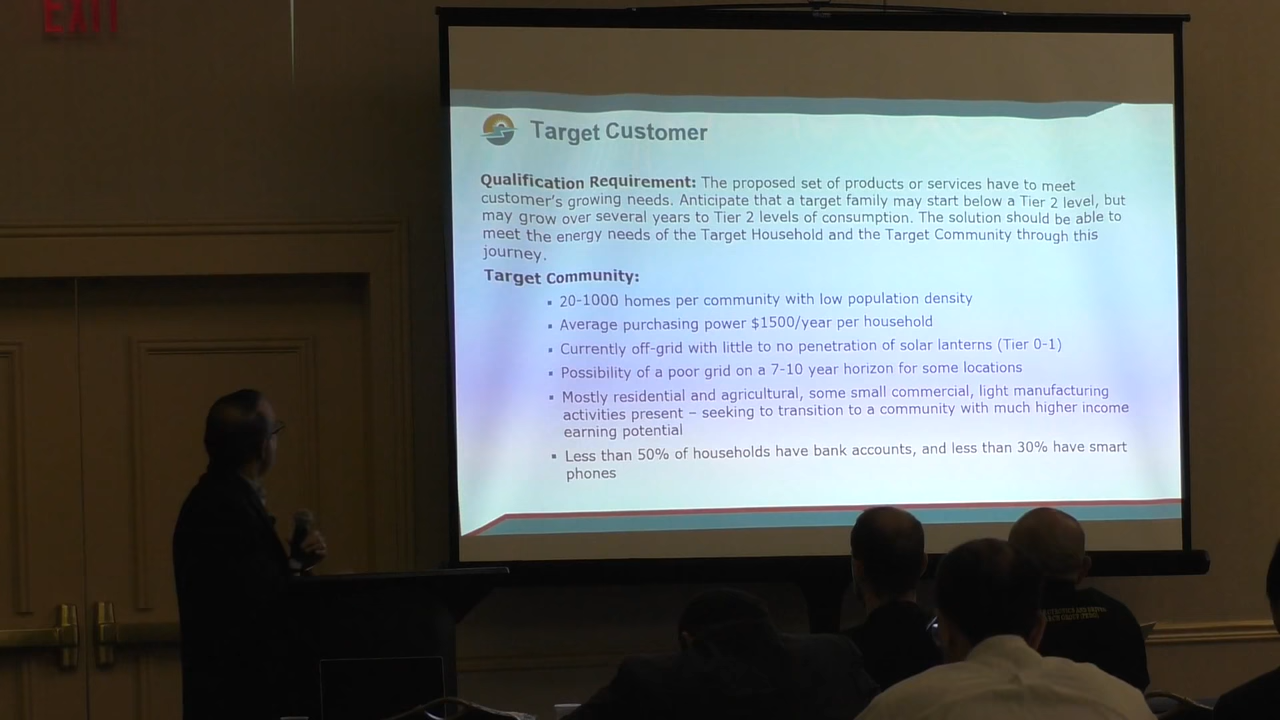 EXIT
Target Customer
Qualification Requirement: The proposed set of products or services have to meet
customer's growing needs. Anticipate that a target family may start below a Tier 2 level, but
may grow over several years to Tier 2 levels of consumption. The solution should be able to
meet the energy needs of the Target Household and the Target Community through this
journey.
Target Community:
▪ 20-1000 homes per community with low population density
▪ Average purchasing power $1500/year per household
▪ Currently off-grid with little to no penetration of solar lanterns (Tier 0-1)
▪ Possibility of a poor grid on a 7-10 year horizon for some locations
▪ Mostly residential and agricultural, some small commercial, light manufacturing
activities present – seeking to transition to a community with much higher income
earning potential
▪ Less than 50% of households have bank accounts, and less than 30% have smart
phones